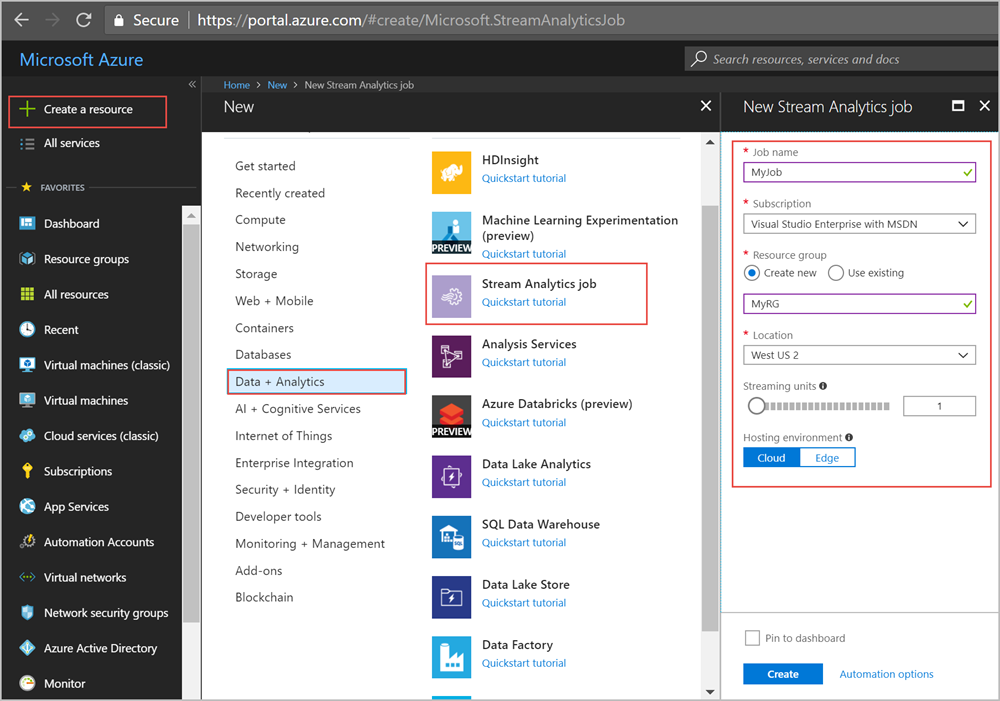 Secure
https://portal.azure.com/#create/Microsoft.StreamAnalyticsJob
Microsoft Azure
Search resources, services and docs
Create a resource
All services
FAVORITES
Dashboard
Resource groups
All resources
Recent
Virtual machines (classic)
Virtual machines
Cloud services (classic)
Subscriptions
App Services
Automation Accounts
Virtual networks
Network security groups
Azure Active Directory
Monitor
Home > New > New Stream Analytics job
New
Get started
Recently created
Compute
Networking
Storage
Web + Mobile
Containers
Databases
Data + Analytics
AI + Cognitive Services
Internet of Things
Enterprise Integration
Security + Identity
Developer tools
Monitoring + Management
Add-ons
Blockchain
HDInsight
Quickstart tutorial
PREVIEW
Machine Learning Experimentation
(preview)
Quickstart tutorial
Stream Analytics job
Quickstart tutorial
Analysis Services
Quickstart tutorial
PREVIEW
Azure Databricks (preview)
Quickstart tutorial
Data Lake Analytics
Quickstart tutorial
SQL
SQL Data Warehouse
Quickstart tutorial
Data Lake Store
Quickstart tutorial
Data Factory
Quickstart tutorial
New Stream Analytics job
* Job name
MyJob
* Subscription
Visual Studio Enterprise with MSDN
* Resource group
Create new Use existing
MyRG
* Location
West US 2
Streaming units
1
Hosting environment
Cloud Edge
Pin to dashboard
Create Automation options